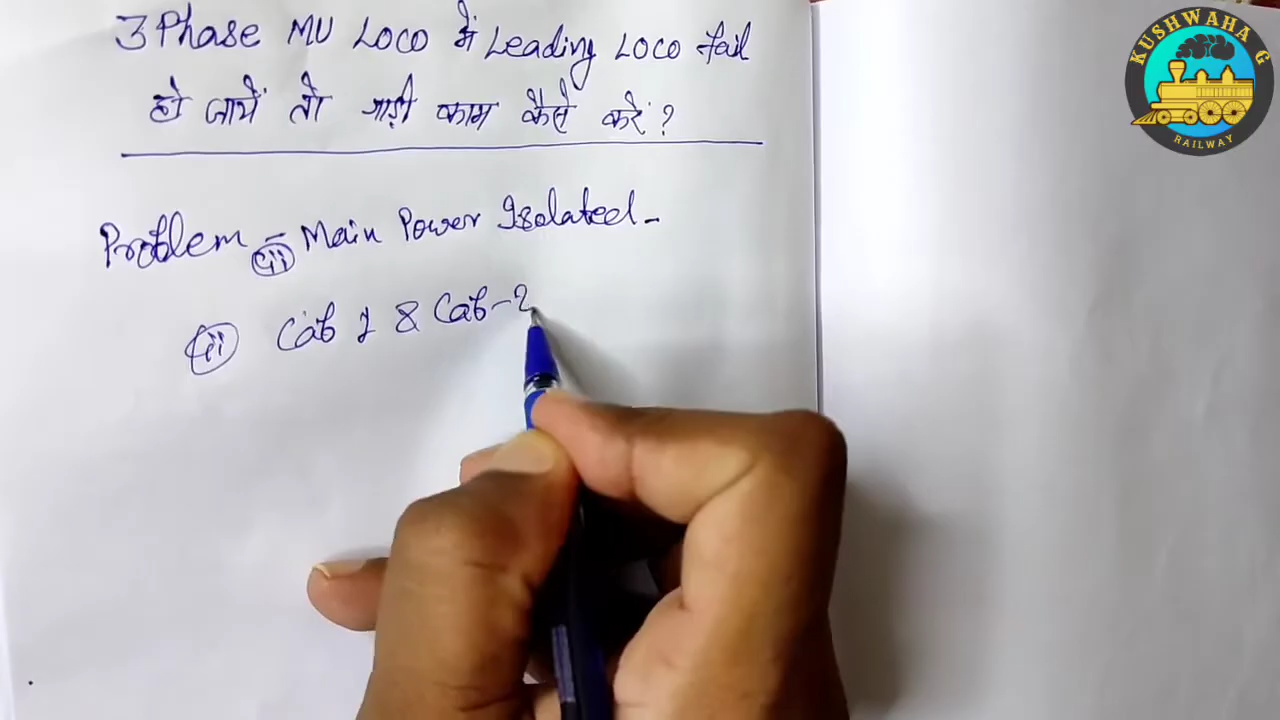 3 Phase MU Loco में Leading Loco fail
हो जाये तो गाड़ी काम कैसे करें ?
Problem - Main Power Isolated -
(ii)
(ii) Cab 1 & Cab-2
KUSHWAHA G
RAILWAY